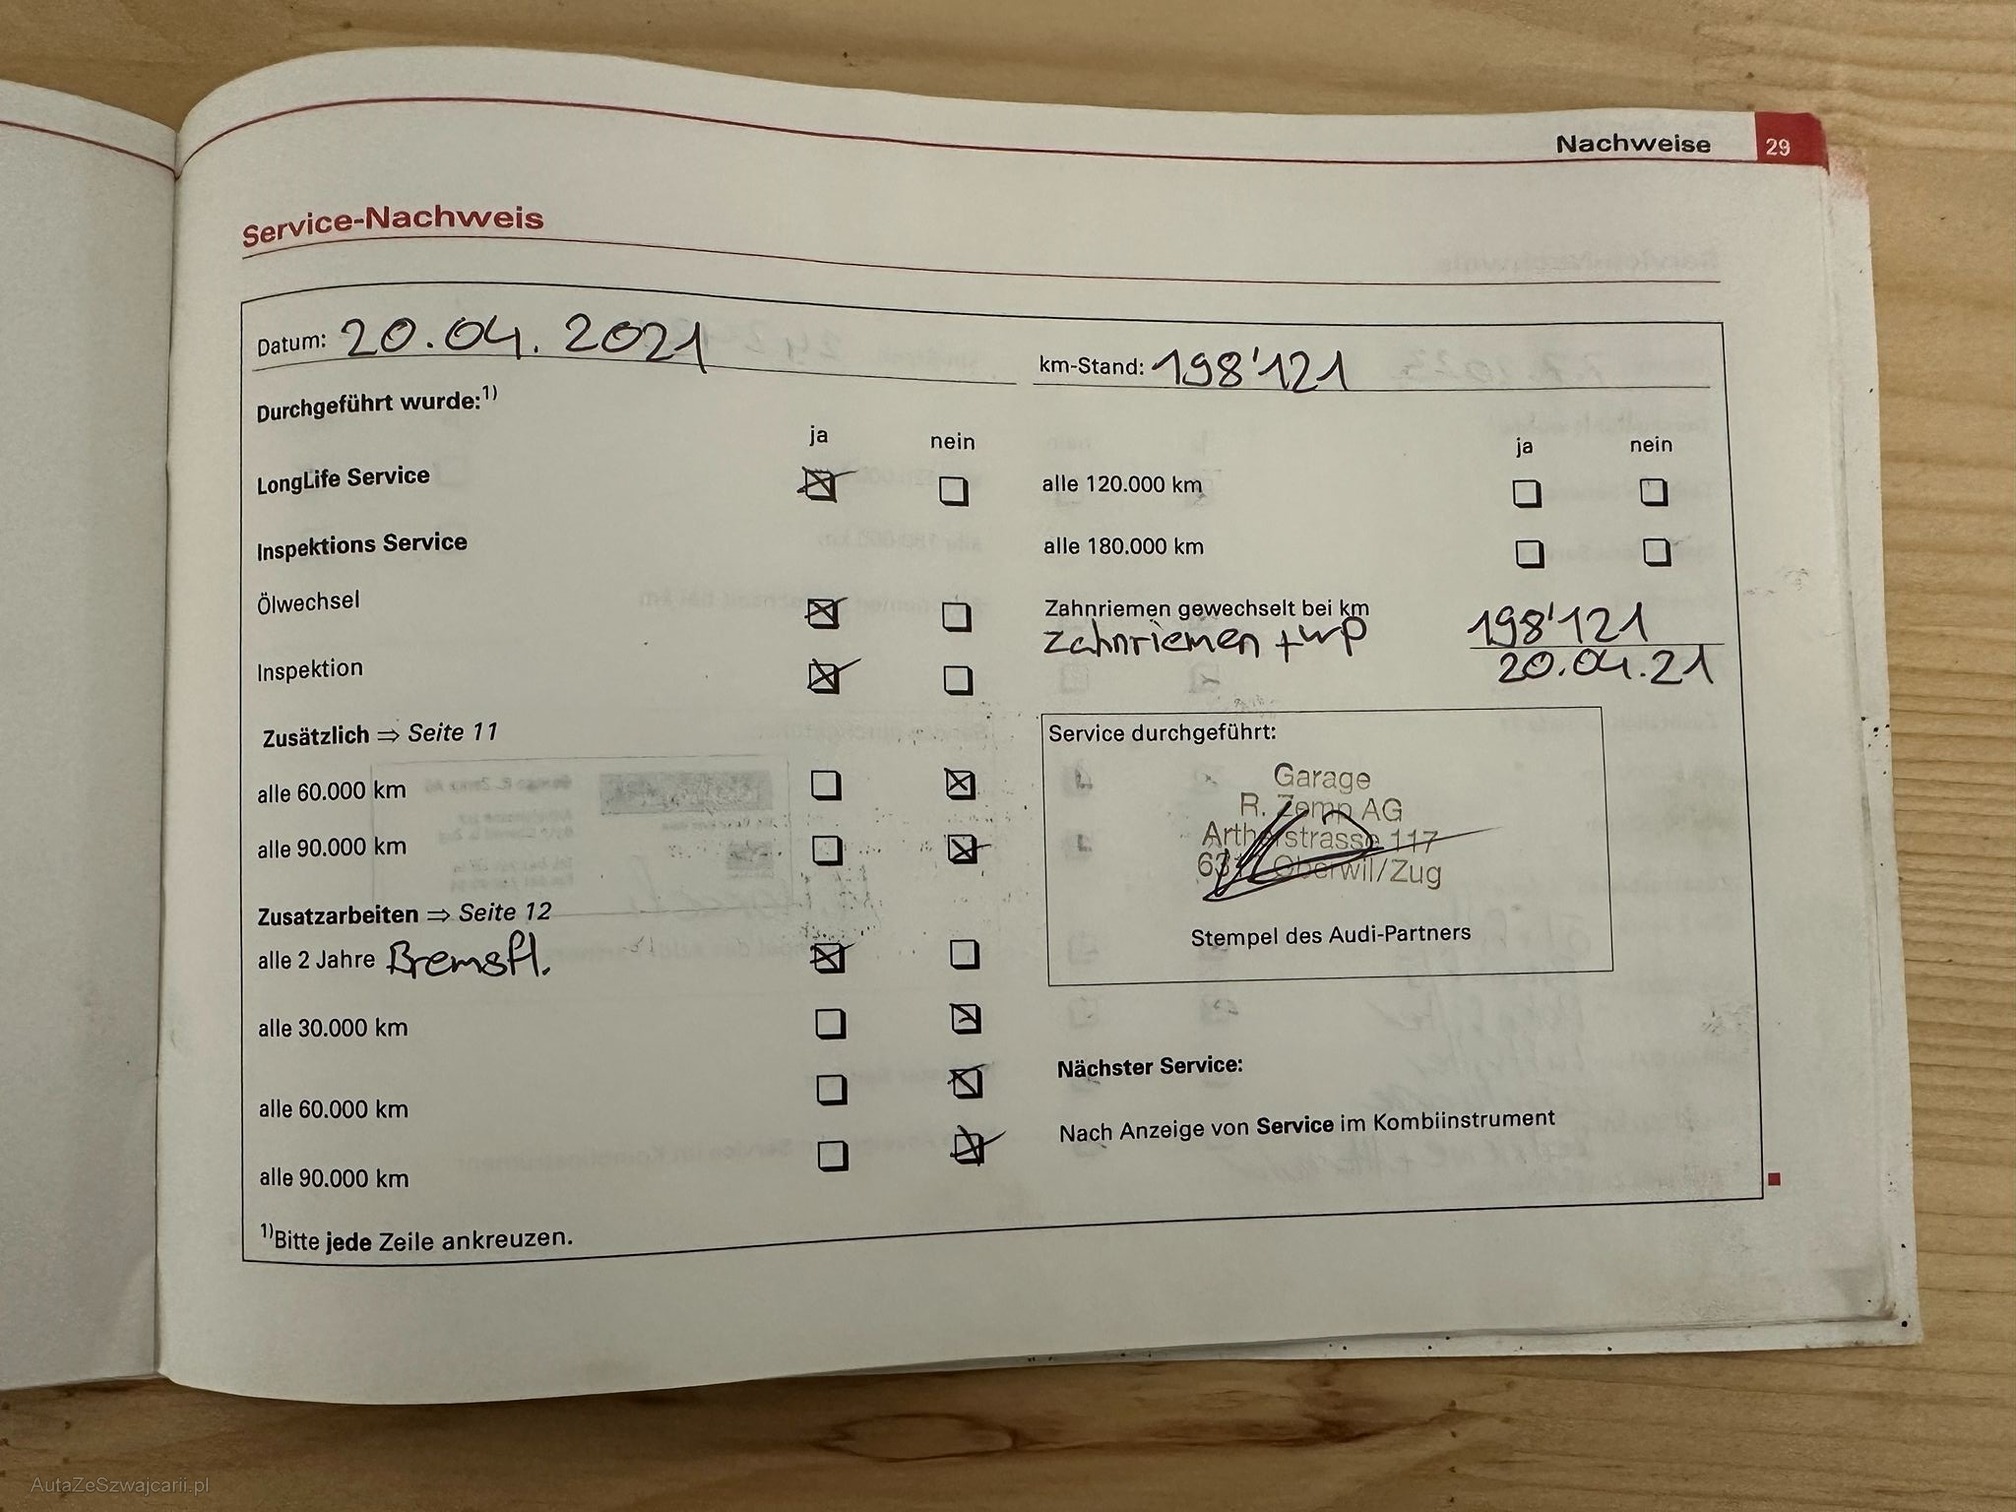 Nachweise 29
Service-Nachweis
Datum: 20.04.2021
km-Stand: 198'121
Durchgeführt wurde:1)
ja nein
LongLife Service
Inspektions Service
Ölwechsel
Inspektion
Zusätzlich ⇒ Seite 11
alle 60.000 km
alle 90.000 km
Zusatzarbeiten ⇒ Seite 12
alle 2 Jahre Bremsfl.
alle 30.000 km
alle 60.000 km
alle 90.000 km
1)Bitte jede Zeile ankreuzen.
ja nein
alle 120.000 km
alle 180.000 km
Zahnriemen gewechselt bei km 198'121
Zahnriemen + WP 20.04.21
Service durchgeführt:
Garage
R. Zemp AG
Artherstrasse 117
Oberwil/Zug
Stempel des Audi-Partners
Nächster Service:
Nach Anzeige von Service im Kombiinstrument
AutaZeSzwajcarii.pl